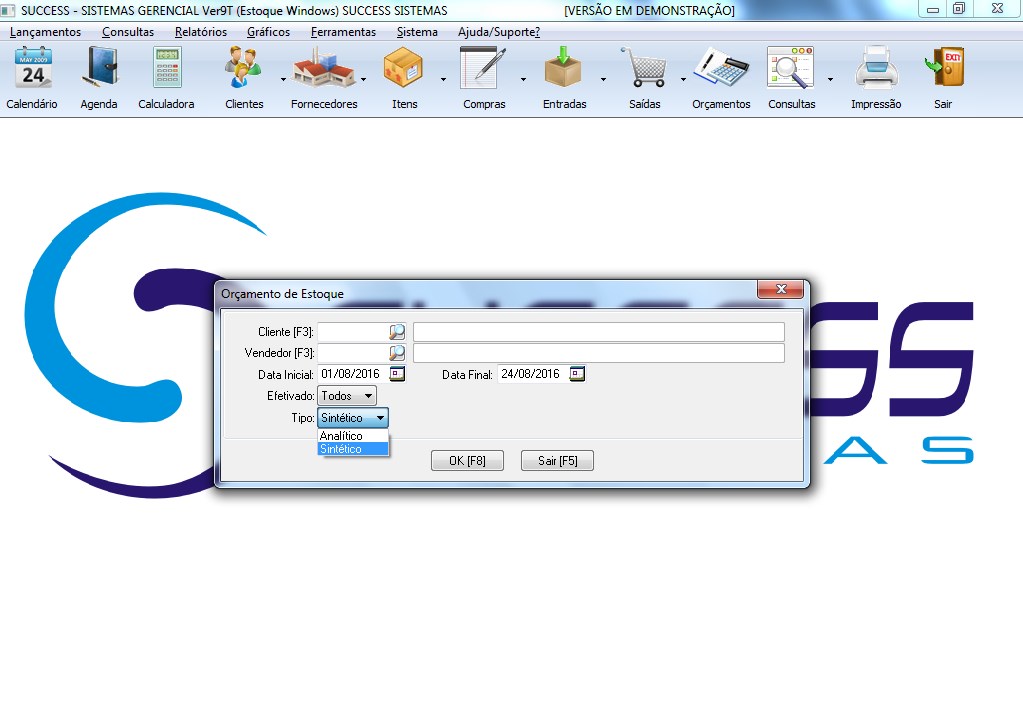 SUCCESS - SISTEMAS GERENCIAL Ver9T (Estoque Windows) SUCCESS SISTEMAS [VERSÃO EM DEMONSTRAÇÃO]
Lançamentos Consultas Relatórios Gráficos Ferramentas Sistema Ajuda/Suporte?
MAY 2009
24
EXIT
Calendário Agenda Calculadora Clientes Fornecedores Itens Compras Entradas Saídas Orçamentos Consultas Impressão Sair
Orçamento de Estoque
Cliente [F3]:
Vendedor [F3]:
Data Inicial: 01/08/2016 Data Final: 24/08/2016
Efetivado: Todos
Tipo: Sintético
Analítico
Sintético
OK [F8] Sair [F5]
SS
AS